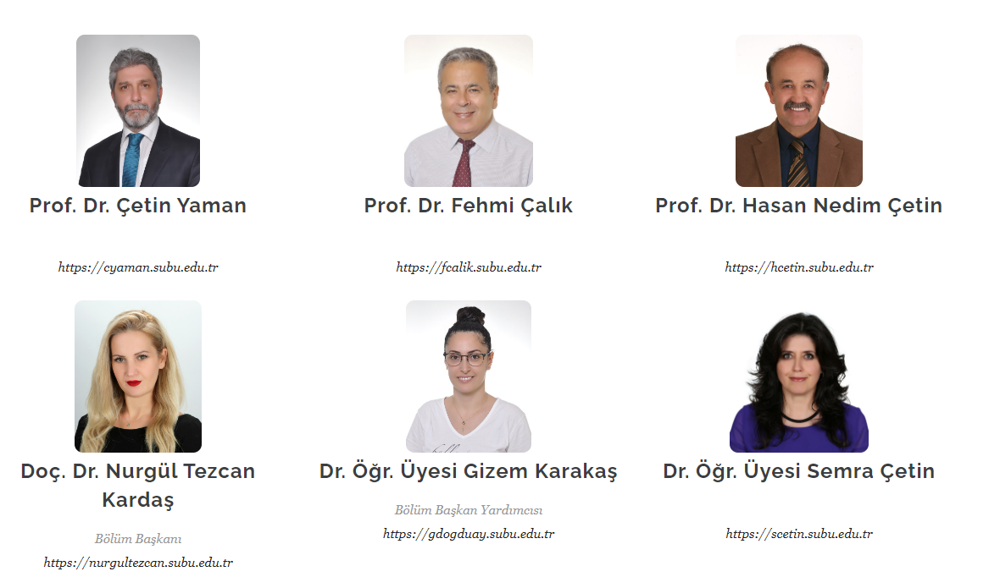 Prof. Dr. Çetin Yaman
https://cyaman.subu.edu.tr
Prof. Dr. Fehmi Çalık
https://fcalik.subu.edu.tr
Prof. Dr. Hasan Nedim Çetin
https://hcetin.subu.edu.tr
Doç. Dr. Nurgül Tezcan
Kardaş
Bölüm Başkanı
https://nurgultezcan.subu.edu.tr
Dr. Öğr. Üyesi Gizem Karakaş
Bölüm Başkan Yardımcısı
https://gdogduay.subu.edu.tr
Dr. Öğr. Üyesi Semra Çetin
https://scetin.subu.edu.tr